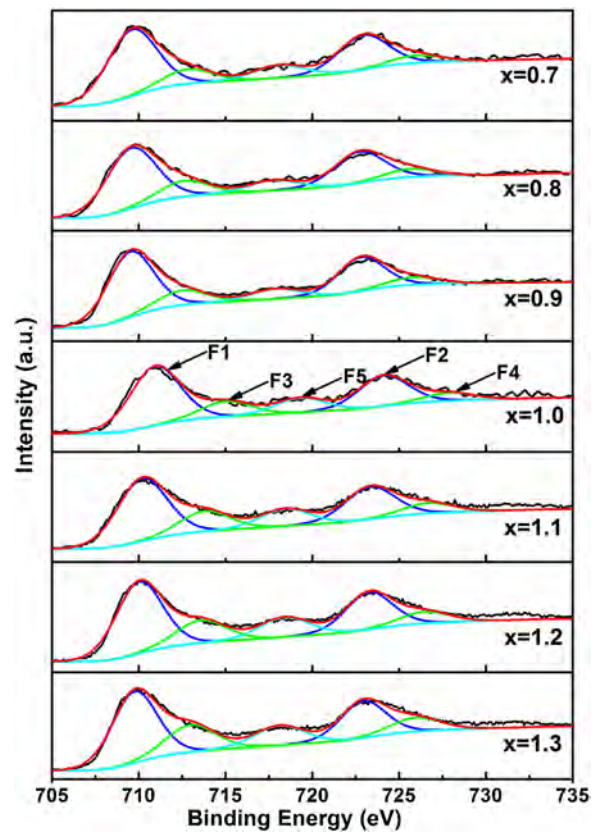 x=0.7
x=0.8
x=0.9
F1
F3
F5
F2
F4
x=1.0
x=1.1
x=1.2
x=1.3
Intensity (a.u.)
705 710 715 720 725 730 735
Binding Energy (eV)